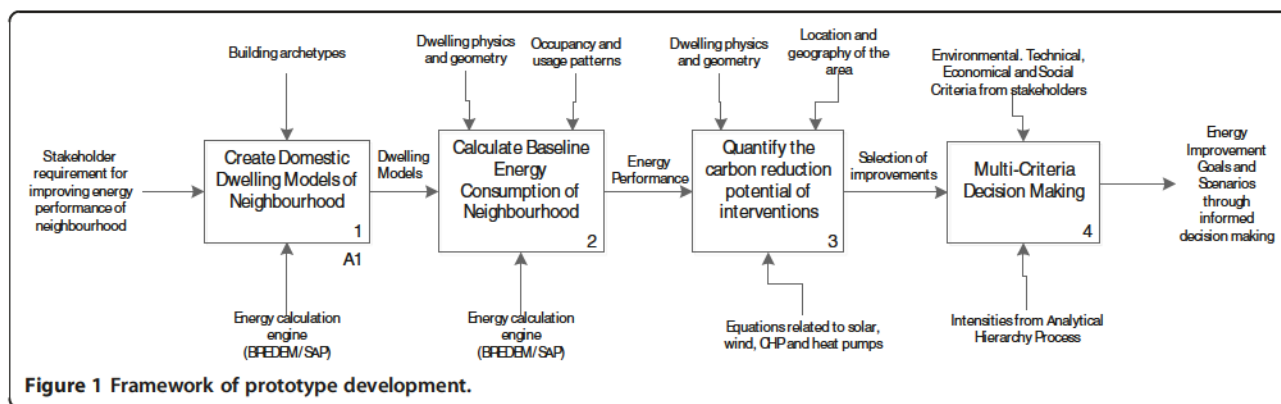 Building archetypes
Dwelling physics
and geometry
Occupancy and
usage patterns
Dwelling physics
and geometry
Location and
geography of the
area
Environmental. Technical,
Economical and Social
Criteria from stakeholders
Stakeholder
requirement for
improving energy
performance of
neighbourhood
Create Domestic
Dwelling Models of
Neighbourhood
1
A1
Dwelling
Models
Calculate Baseline
Energy
Consumption of
Neighbourhood
2
Energy
Performance
Quantify the
carbon reduction
potential of
interventions
3
Selection of
improvements
Multi-Criteria
Decision Making
4
Energy
Improvement
Goals and
Scenarios
through
informed
decision making
Energy calculation
engine
(BREDEM/SAP)
Energy calculation
engine
(BREDEM/SAP)
Equations related to solar,
wind, CHP and heat pumps
Intensities from Analytical
Hierarchy Process
Figure 1 Framework of prototype development.